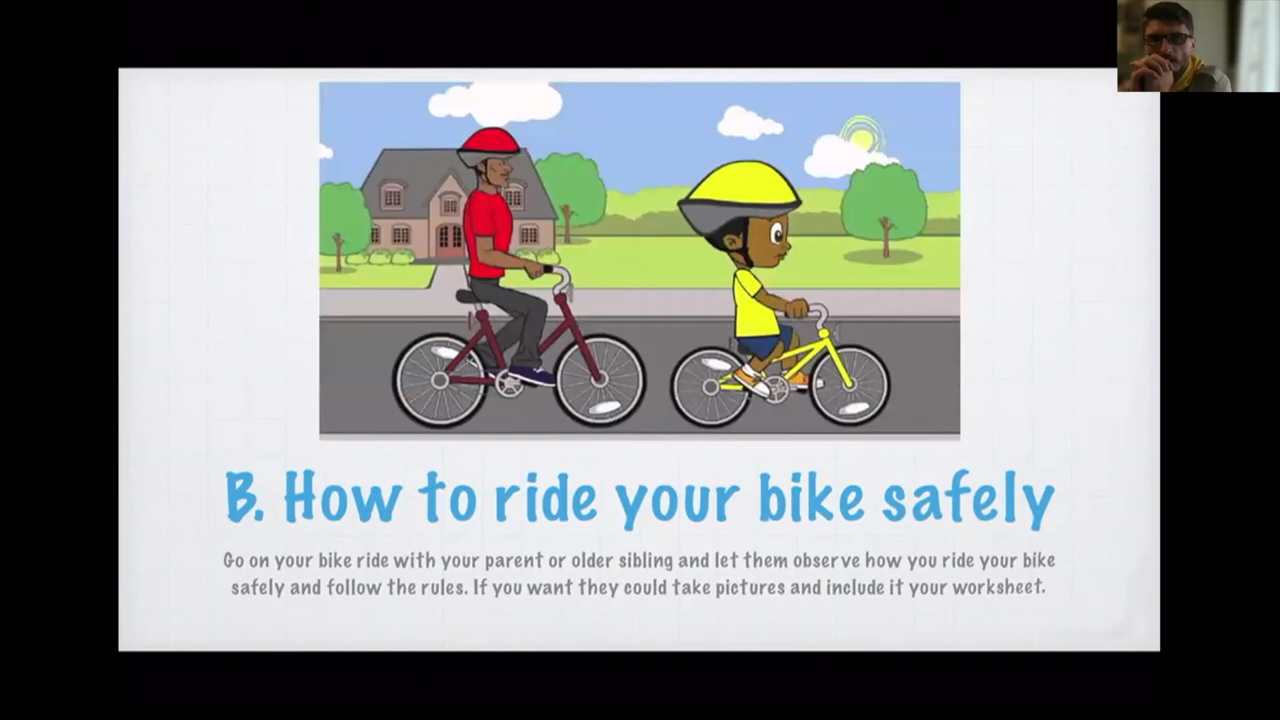 B. How to ride your bike safely
Go on your bike ride with your parent or older sibling and let them observe how you ride your bike
safely and follow the rules. If you want they could take pictures and include it your worksheet.